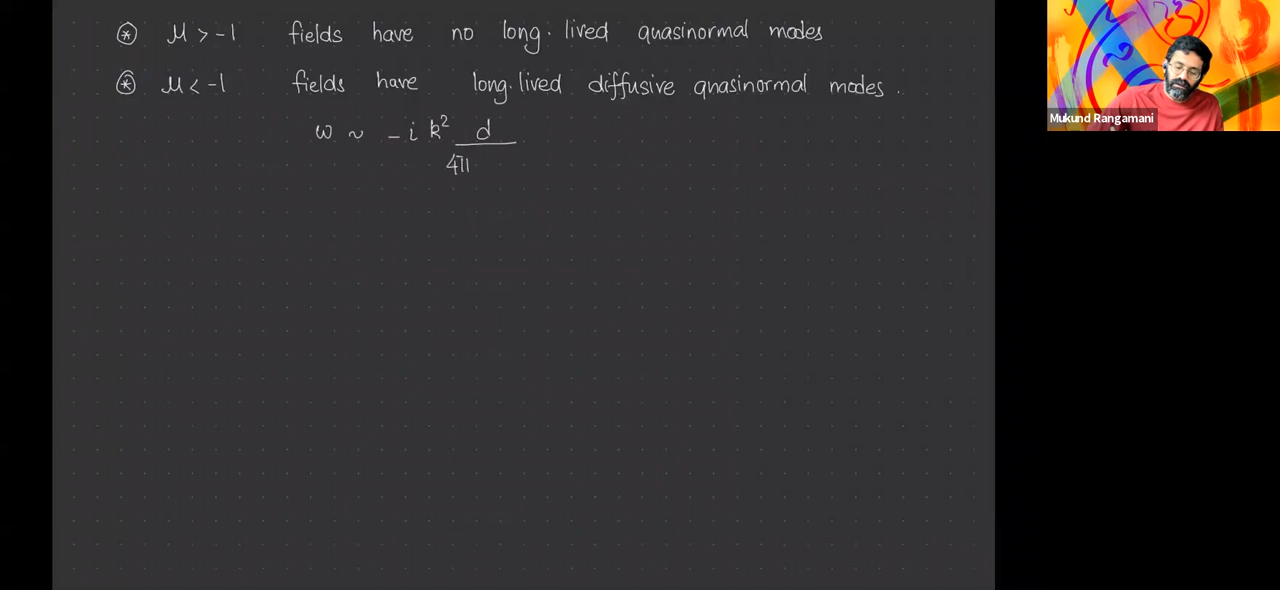 ⊛ μ > -1 fields have no long-lived quasinormal modes
⊛ μ < -1 fields have long-lived diffusive quasinormal modes.
ω ~ -i k² d
4π
Mukund Rangamani